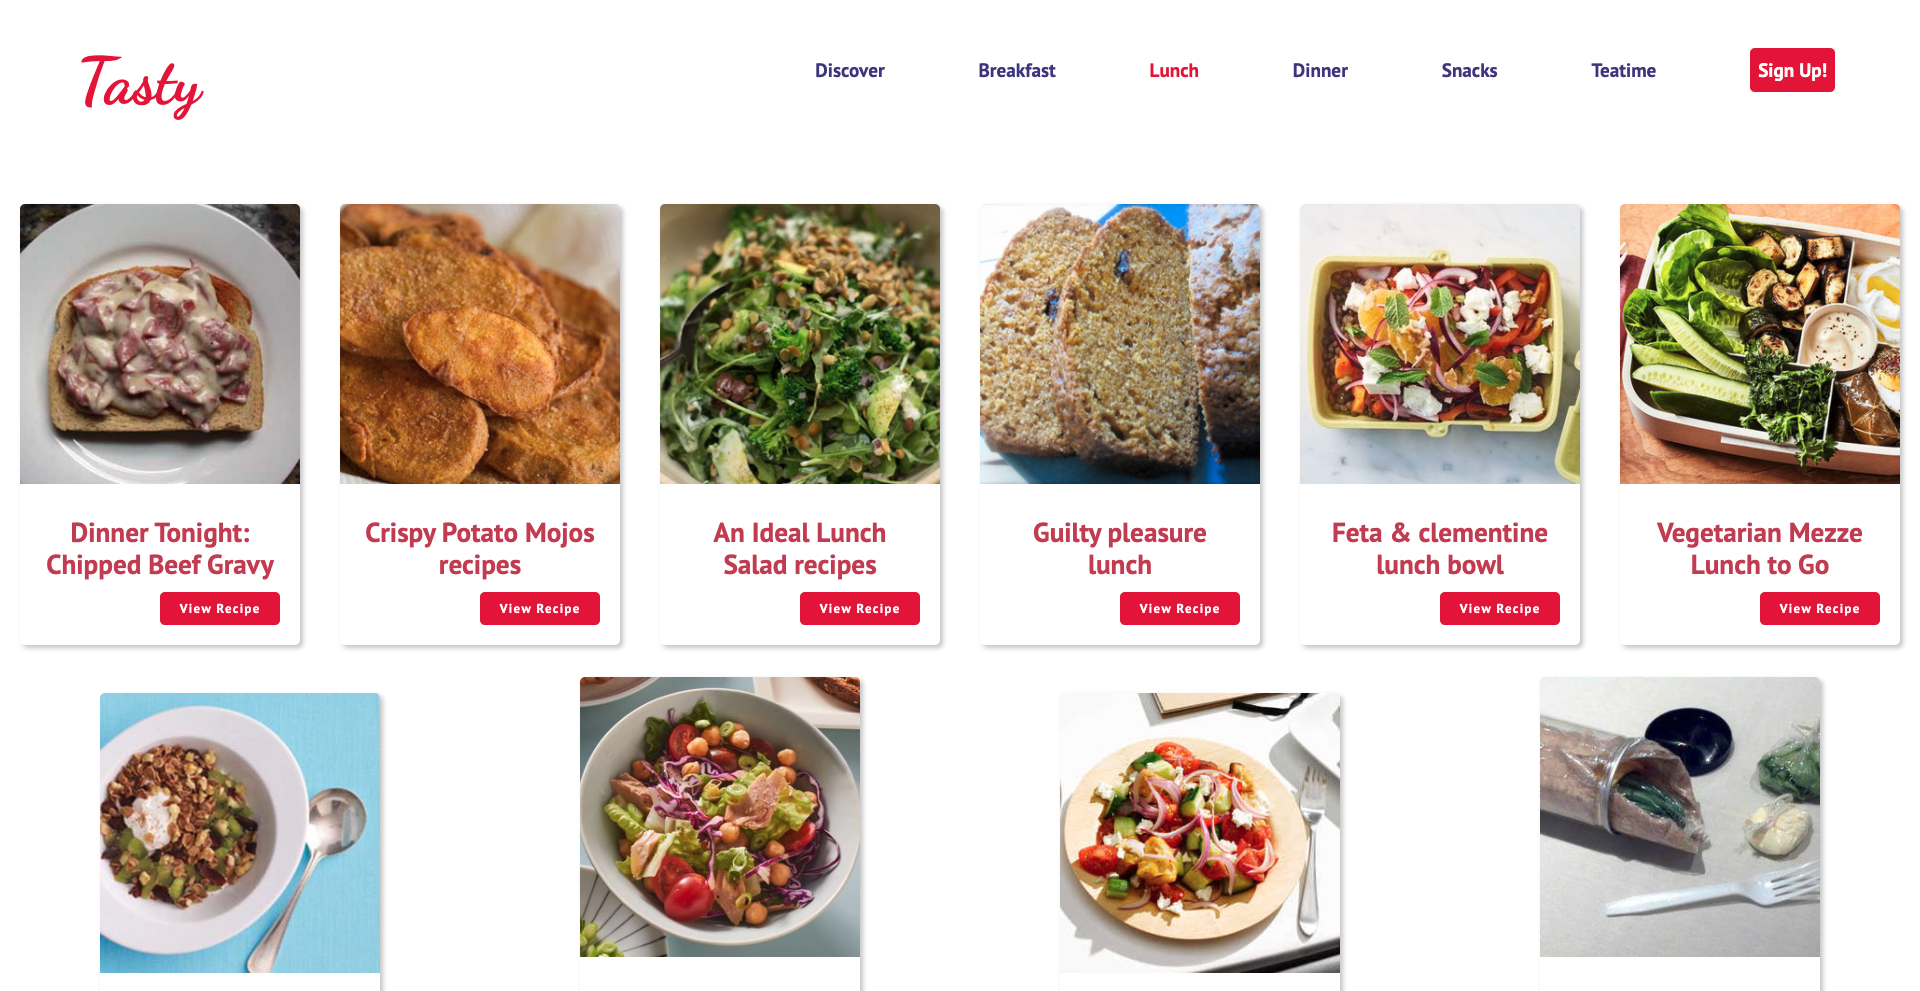 Tasty
Discover
Breakfast
Lunch
Dinner
Snacks
Teatime
Sign Up!
Dinner Tonight:
Chipped Beef Gravy
View Recipe
Crispy Potato Mojos
recipes
View Recipe
An Ideal Lunch
Salad recipes
View Recipe
Guilty pleasure
lunch
View Recipe
Feta & clementine
lunch bowl
View Recipe
Vegetarian Mezze
Lunch to Go
View Recipe